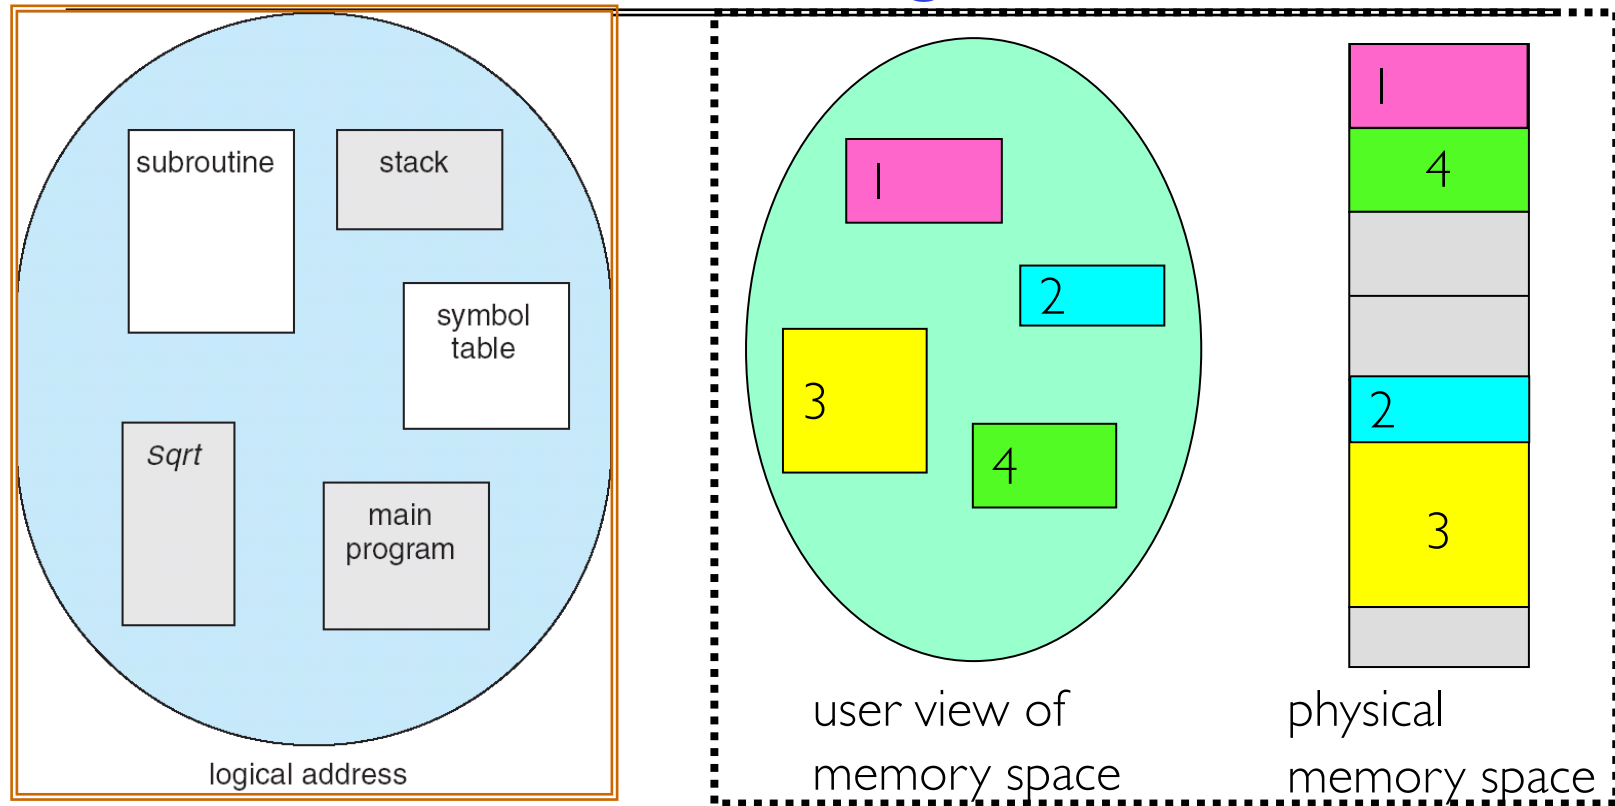 subroutine
stack
symbol
table
Sqrt
main
program
logical address
1
2
3
4
user view of
memory space
1
4
2
3
physical
memory space